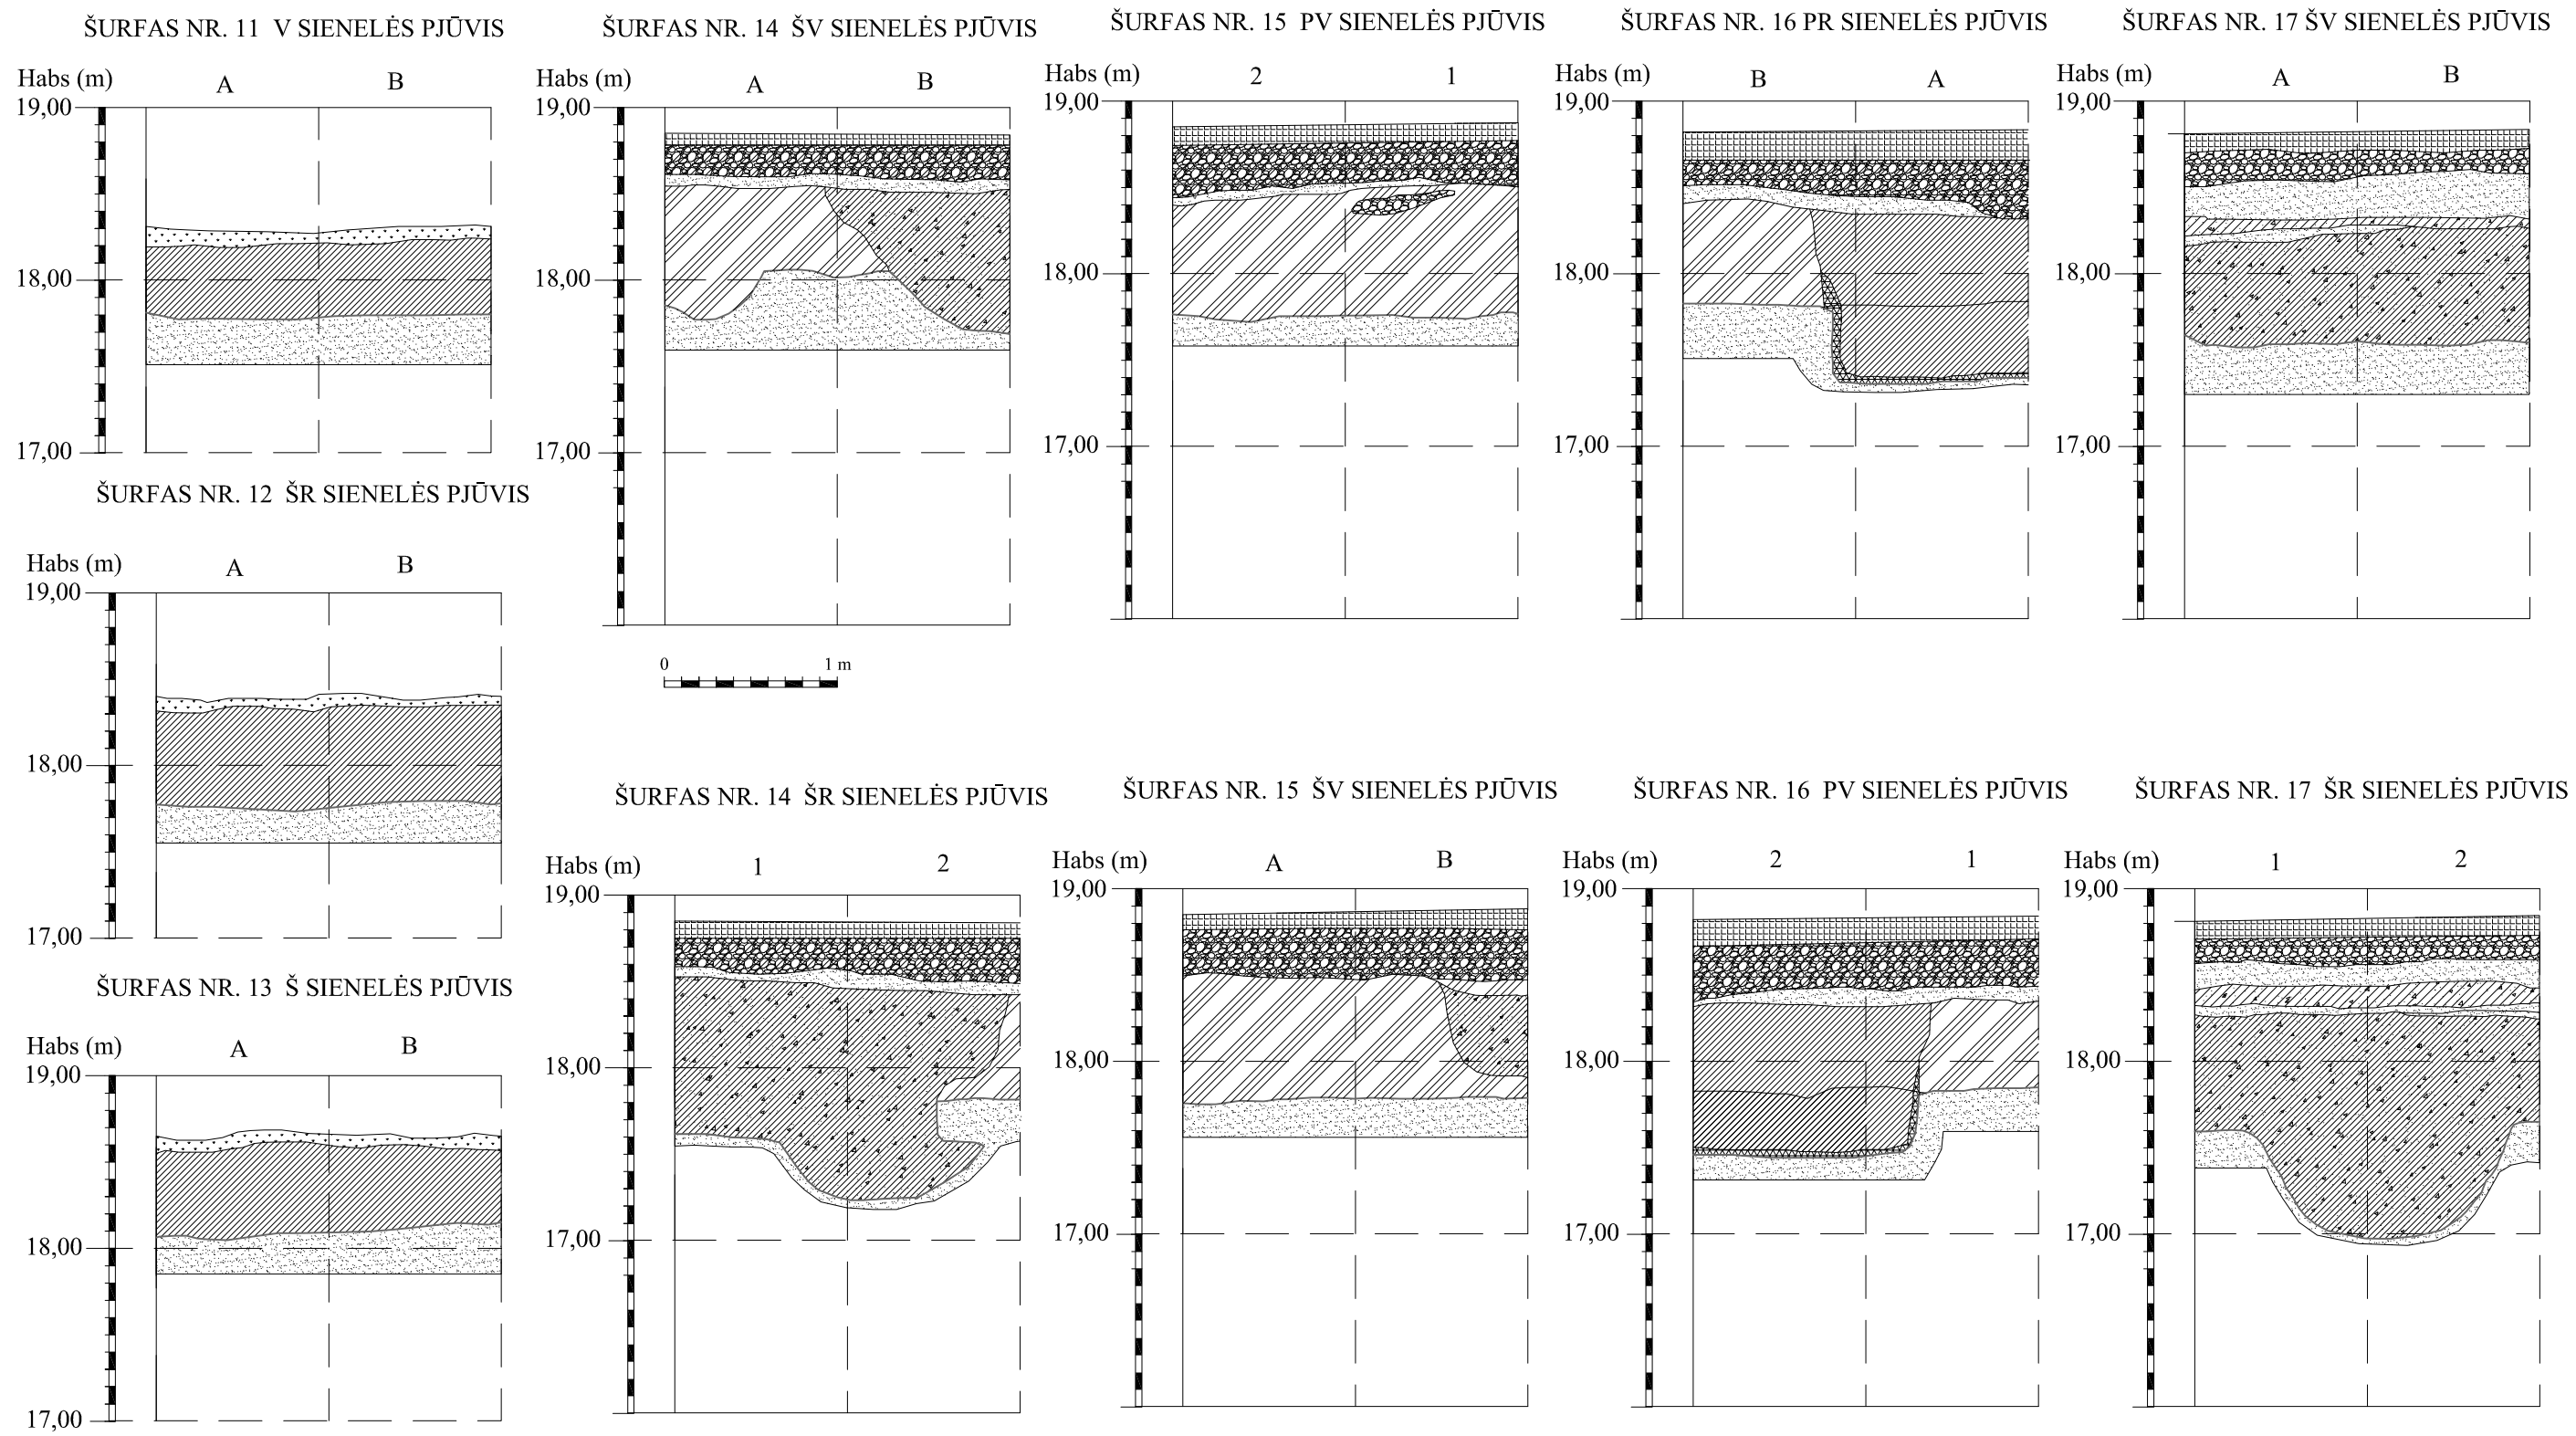 ŠURFAS NR. 11 V SIENELĖS PJŪVIS
Habs (m)
A
B
19,00
18,00
17,00
ŠURFAS NR. 12 ŠR SIENELĖS PJŪVIS
Habs (m)
A
B
19,00
18,00
17,00
ŠURFAS NR. 13 Š SIENELĖS PJŪVIS
Habs (m)
A
B
19,00
18,00
17,00
ŠURFAS NR. 14 ŠV SIENELĖS PJŪVIS
Habs (m)
A
B
19,00
18,00
17,00
0
1 m
ŠURFAS NR. 14 ŠR SIENELĖS PJŪVIS
Habs (m)
1
2
19,00
18,00
17,00
ŠURFAS NR. 15 PV SIENELĖS PJŪVIS
Habs (m)
2
1
19,00
18,00
17,00
ŠURFAS NR. 15 ŠV SIENELĖS PJŪVIS
Habs (m)
A
B
19,00
18,00
17,00
ŠURFAS NR. 16 PR SIENELĖS PJŪVIS
Habs (m)
B
A
19,00
18,00
17,00
ŠURFAS NR. 16 PV SIENELĖS PJŪVIS
Habs (m)
2
1
19,00
18,00
17,00
ŠURFAS NR. 17 ŠV SIENELĖS PJŪVIS
Habs (m)
A
B
19,00
18,00
17,00
ŠURFAS NR. 17 ŠR SIENELĖS PJŪVIS
Habs (m)
1
2
19,00
18,00
17,00